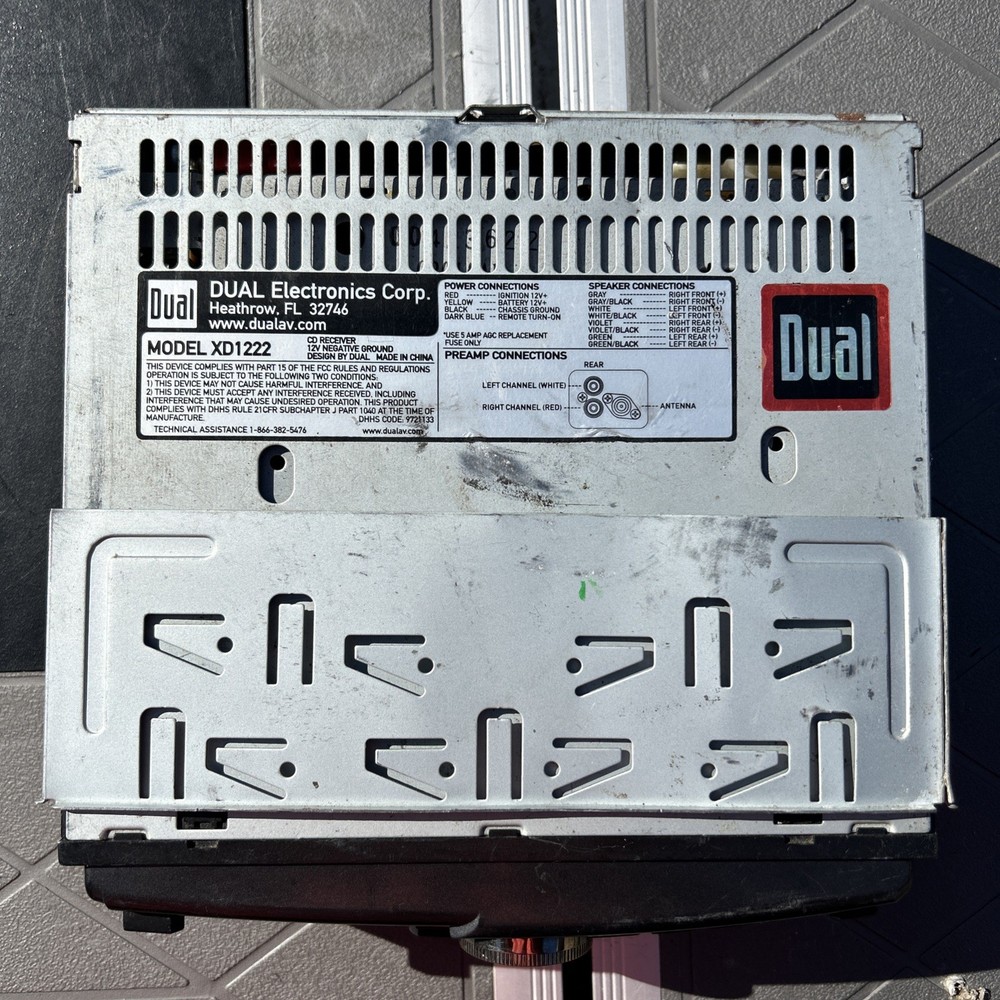 Dual
DUAL Electronics Corp.
Heathrow, FL 32746
www.dualav.com
MODEL XD1222
CD RECEIVER
12V NEGATIVE GROUND
DESIGN BY DUAL MADE IN CHINA
THIS DEVICE COMPLIES WITH PART 15 OF THE FCC RULES AND REGULATIONS
OPERATION IS SUBJECT TO THE FOLLOWING TWO CONDITIONS:
1) THIS DEVICE MAY NOT CAUSE HARMFUL INTERFERENCE, AND
2) THIS DEVICE MUST ACCEPT ANY INTERFERENCE RECEIVED, INCLUDING
INTERFERENCE THAT MAY CAUSE UNDESIRED OPERATION. THIS PRODUCT
COMPLIES WITH DHHS RULE 21CFR SUBCHAPTER J PART 1040 AT THE TIME OF
MANUFACTURE. DHHS CODE. 9721133
TECHNICAL ASSISTANCE 1-866-382-5476 www.dualav.com
POWER CONNECTIONS
RED -------- IGNITION 12V+
YELLOW -------- BATTERY 12V+
BLACK -------- CHASSIS GROUND
DARK BLUE -- REMOTE TURN-ON
*USE 5 AMP AGC REPLACEMENT
FUSE ONLY
SPEAKER CONNECTIONS
GRAY -------- RIGHT FRONT (+)
GRAY/BLACK -------- RIGHT FRONT (-)
WHITE -------- LEFT FRONT (+)
WHITE/BLACK -------- LEFT FRONT (-)
VIOLET -------- RIGHT REAR (+)
VIOLET/BLACK -------- RIGHT REAR (-)
GREEN -------- LEFT REAR (+)
GREEN/BLACK -------- LEFT REAR (-)
PREAMP CONNECTIONS
REAR
LEFT CHANNEL (WHITE)
RIGHT CHANNEL (RED)
ANTENNA
Dual